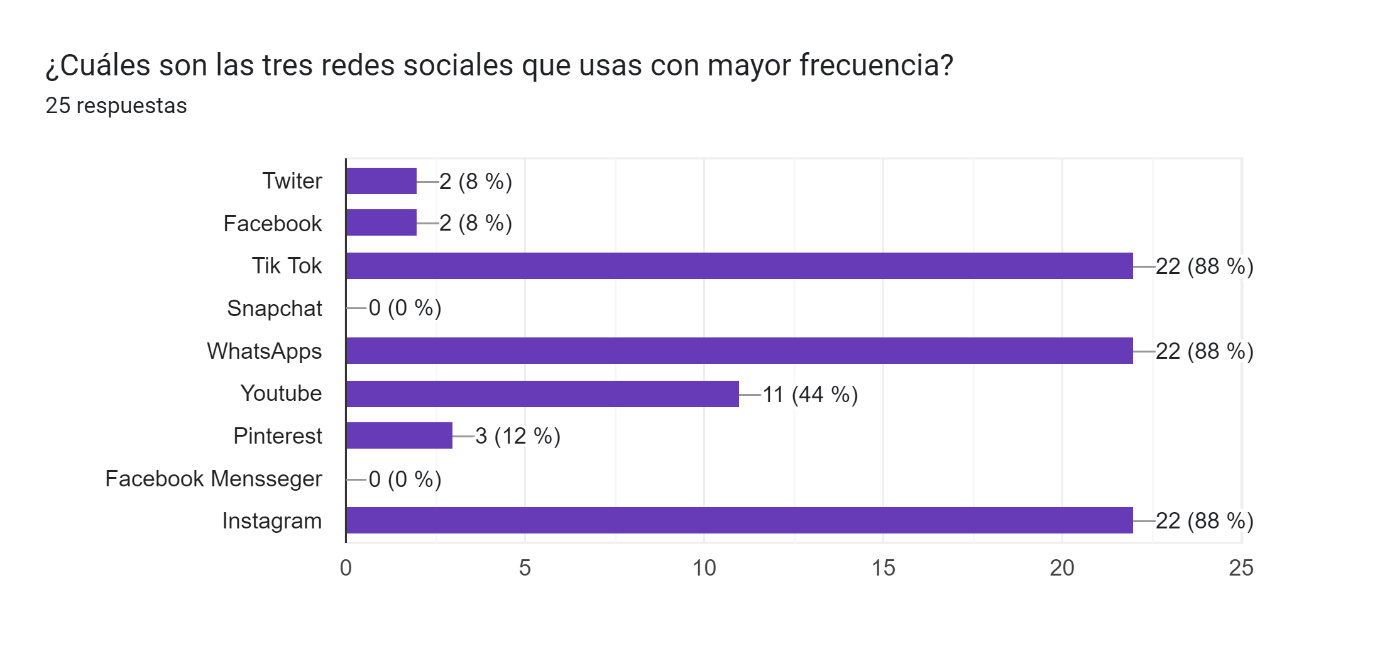 ¿Cuáles son las tres redes sociales que usas con mayor frecuencia?
25 respuestas
Twiter 2 (8 %)
Facebook 2 (8 %)
Tik Tok 22 (88 %)
Snapchat 0 (0 %)
WhatsApps 22 (88 %)
Youtube 11 (44 %)
Pinterest 3 (12 %)
Facebook Mensseger 0 (0 %)
Instagram 22 (88 %)
0 5 10 15 20 25